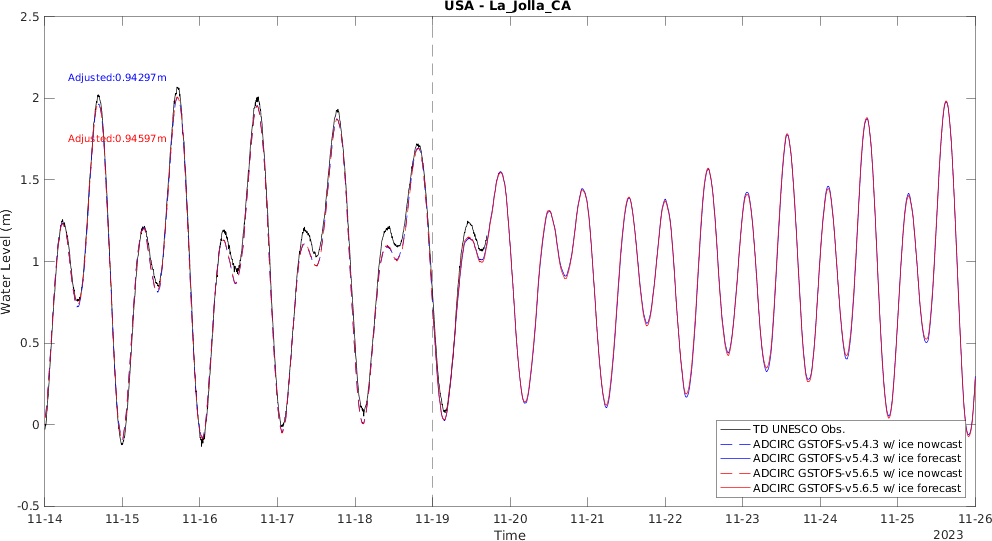 USA - La_Jolla_CA
2.5
2
1.5
1
0.5
0
-0.5
Water Level (m)
Adjusted:0.94297m
Adjusted:0.94597m
TD UNESCO Obs.
ADCIRC GSTOFS-v5.4.3 w/ ice nowcast
ADCIRC GSTOFS-v5.4.3 w/ ice forecast
ADCIRC GSTOFS-v5.6.5 w/ ice nowcast
ADCIRC GSTOFS-v5.6.5 w/ ice forecast
11-14 11-15 11-16 11-17 11-18 11-19 11-20 11-21 11-22 11-23 11-24 11-25 11-26
Time
2023